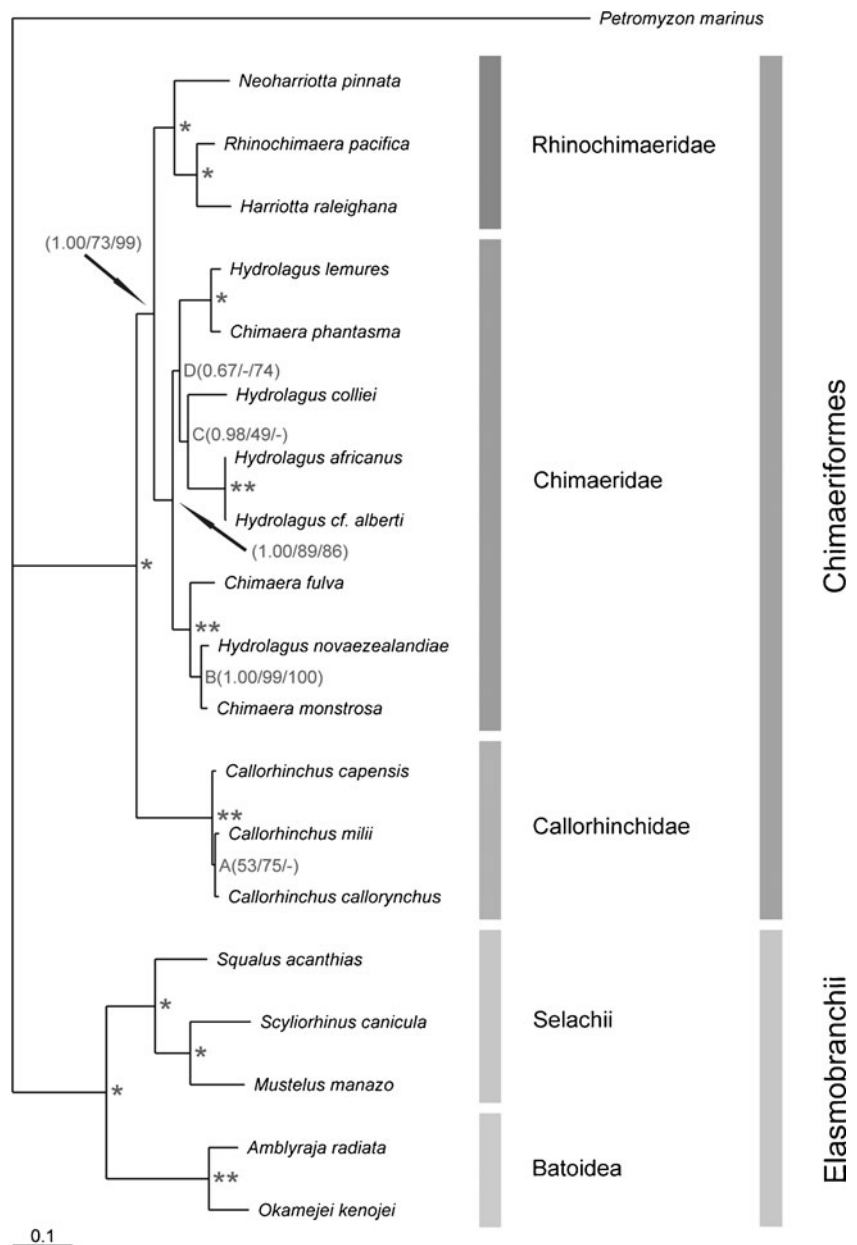 Petromyzon marinus
Neoharriotta pinnata
*
Rhinochimaera pacifica
Rhinochimaeridae
*
Harriotta raleighana
(1.00/73/99)
Hydrolagus lemures
*
Chimaera phantasma
D(0.67/-/74)
Hydrolagus colliei
C(0.98/49/-)
Hydrolagus africanus
Chimaeridae
**
Hydrolagus cf. alberti
(1.00/89/86)
*
Chimaera fulva
**
Hydrolagus novaezealandiae
B(1.00/99/100)
Chimaera monstrosa
Chimaeriformes
Callorhinchus capensis
**
Callorhinchus milii
Callorhinchidae
A(53/75/-)
Callorhinchus callorynchus
Squalus acanthias
*
Scyliorhinus canicula
Selachii
*
Mustelus manazo
*
Amblyraja radiata
Batoidea
**
Okamejei kenojei
Elasmobranchii
0.1